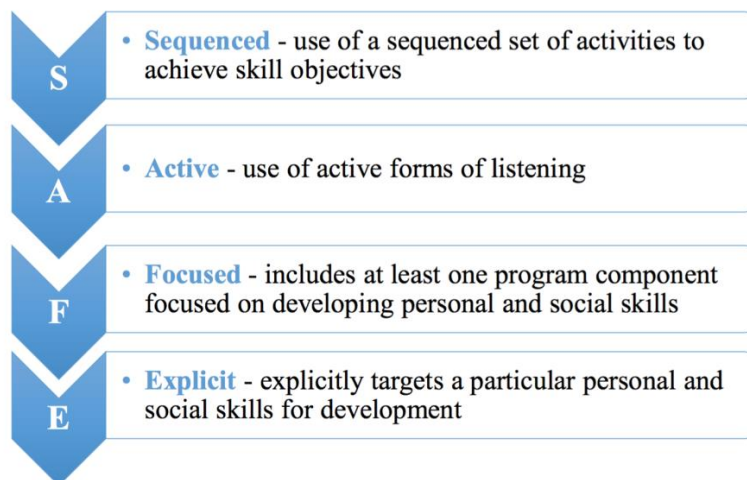 S
• Sequenced - use of a sequenced set of activities to
achieve skill objectives
A
• Active - use of active forms of listening
F
• Focused - includes at least one program component
focused on developing personal and social skills
E
• Explicit - explicitly targets a particular personal and
social skills for development